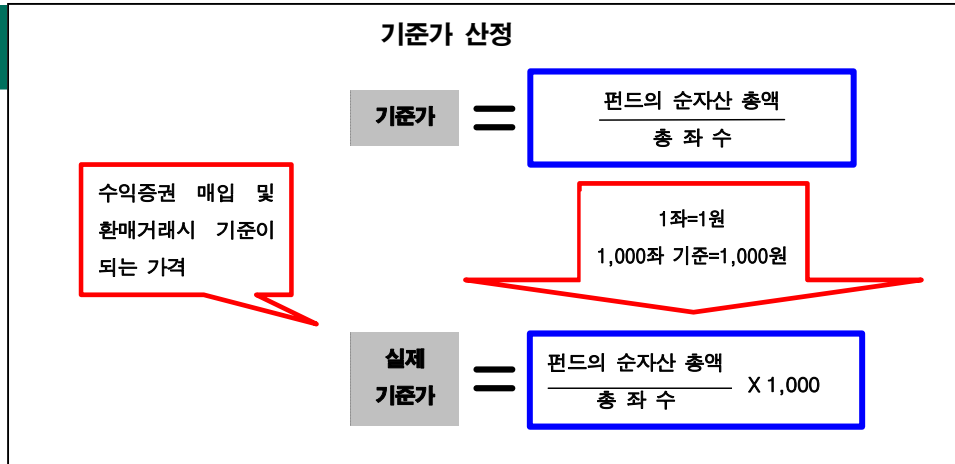 기준가 산정
기준가 = 펀드의 순자산 총액
총 좌 수
수익증권 매입 및
환매거래시 기준이
되는 가격
1좌=1원
1,000좌 기준=1,000원
실제
기준가 = 펀드의 순자산 총액
총 좌 수
X 1,000